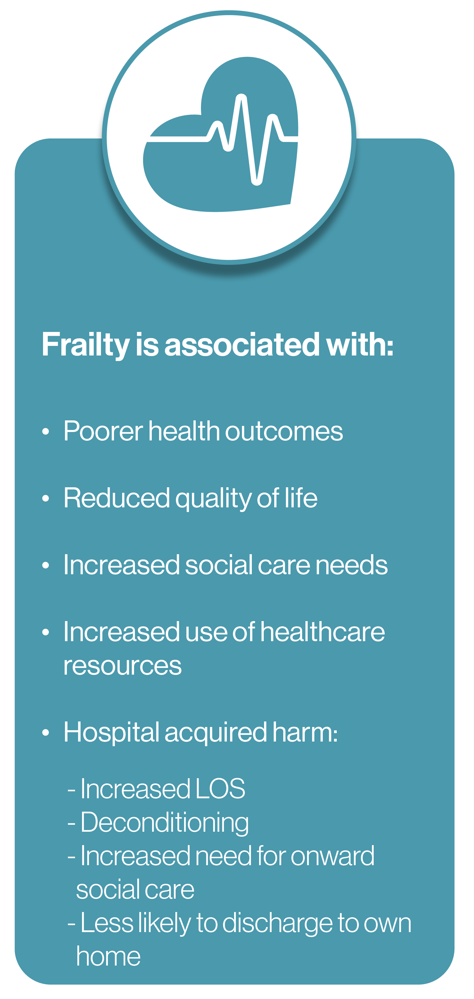 Frailty is associated with:
• Poorer health outcomes
• Reduced quality of life
• Increased social care needs
• Increased use of healthcare
resources
• Hospital acquired harm:
- Increased LOS
- Deconditioning
- Increased need for onward
social care
- Less likely to discharge to own
home